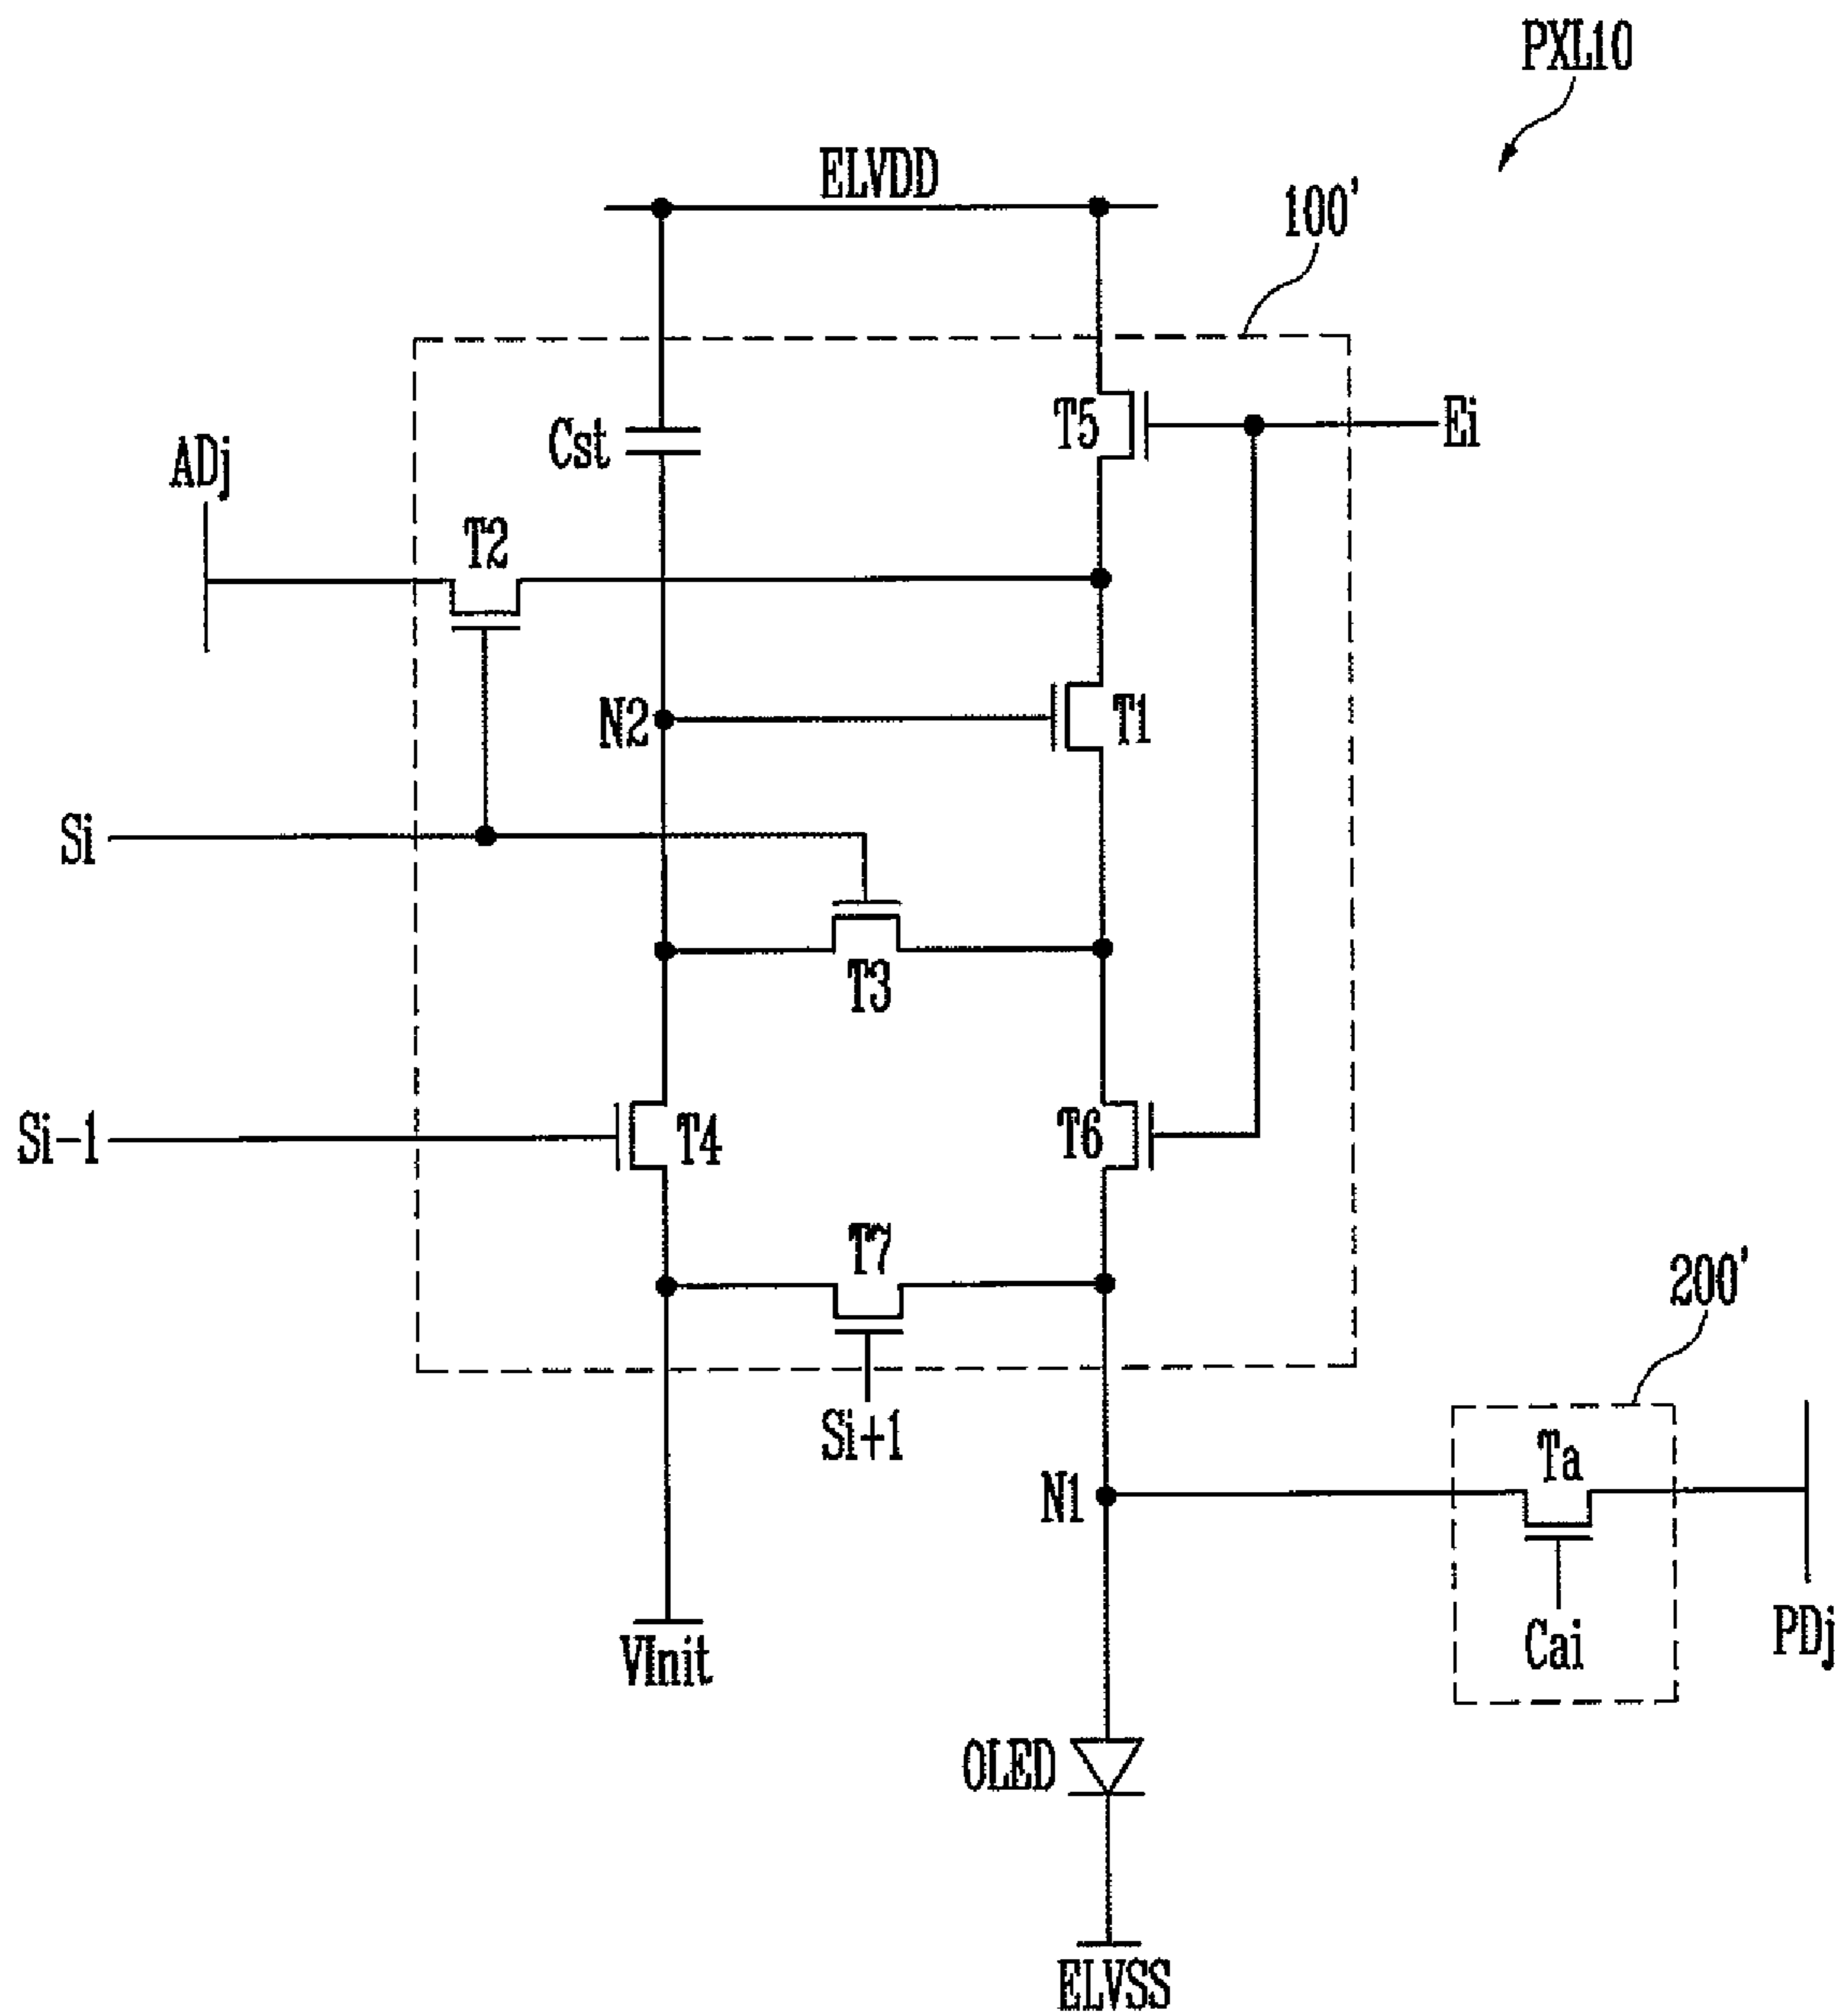 PXL10
ELVDD
100'
T5
Ei
Cst
ADj
T2
N2
T1
Si
T3
Si-1
T4
T6
T7
200'
Si+1
Ta
N1
Cai
PDj
VInit
OLED
ELVSS